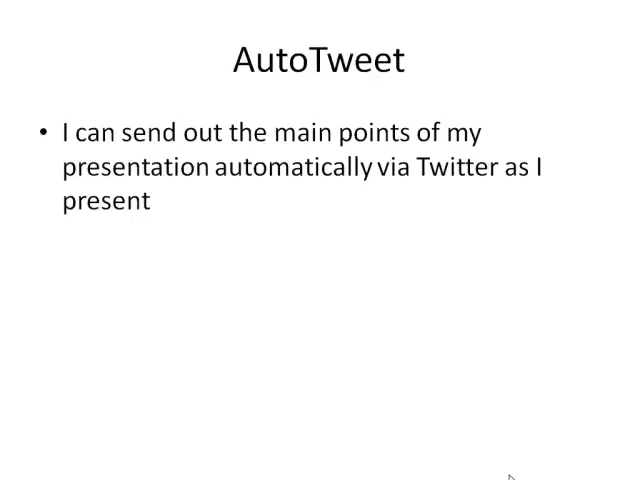 AutoTweet
• I can send out the main points of my
presentation automatically via Twitter as I
present